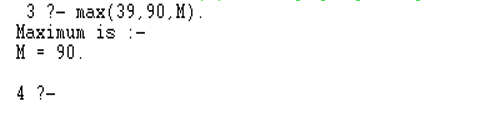 3 ?- max(39,90,M).
Maximum is :-
M = 90.
4 ?-